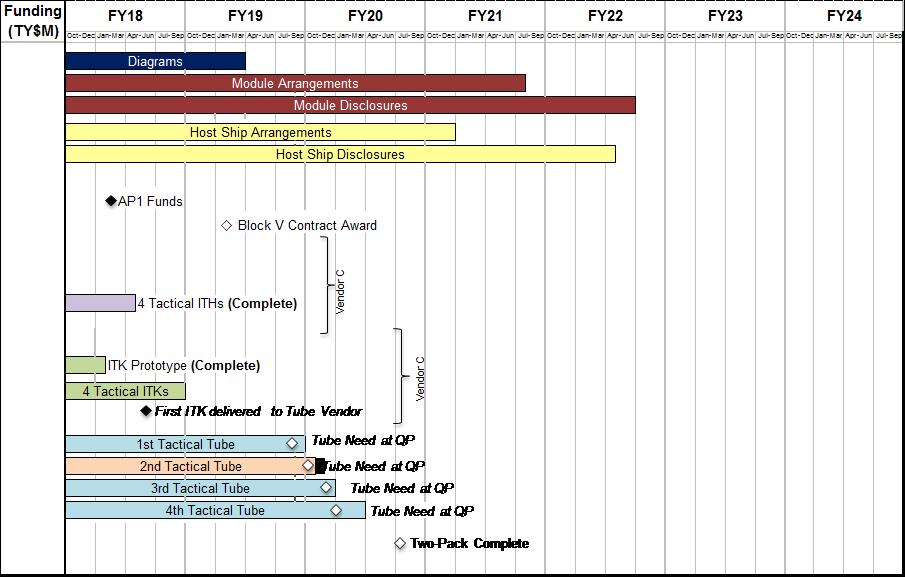 Funding (TY$M)
FY18 FY19 FY20 FY21 FY22 FY23 FY24
Oct-Dec Jan-Mar Apr-Jun Jul-Sep Oct-Dec Jan-Mar Apr-Jun Jul-Sep Oct-Dec Jan-Mar Apr-Jun Jul-Sep Oct-Dec Jan-Mar Apr-Jun Jul-Sep Oct-Dec Jan-Mar Apr-Jun Jul-Sep Oct-Dec Jan-Mar Apr-Jun Jul-Sep Oct-Dec Jan-Mar Apr-Jun Jul-Sep
Diagrams
Module Arrangements
Module Disclosures
Host Ship Arrangements
Host Ship Disclosures
AP1 Funds
Block V Contract Award
Vendor C
4 Tactical ITHs (Complete)
Vendor C
ITK Prototype (Complete)
4 Tactical ITKs
First ITK delivered to Tube Vendor
1st Tactical Tube Tube Need at QP
2nd Tactical Tube Tube Need at QP
3rd Tactical Tube Tube Need at QP
4th Tactical Tube Tube Need at QP
Two-Pack Complete